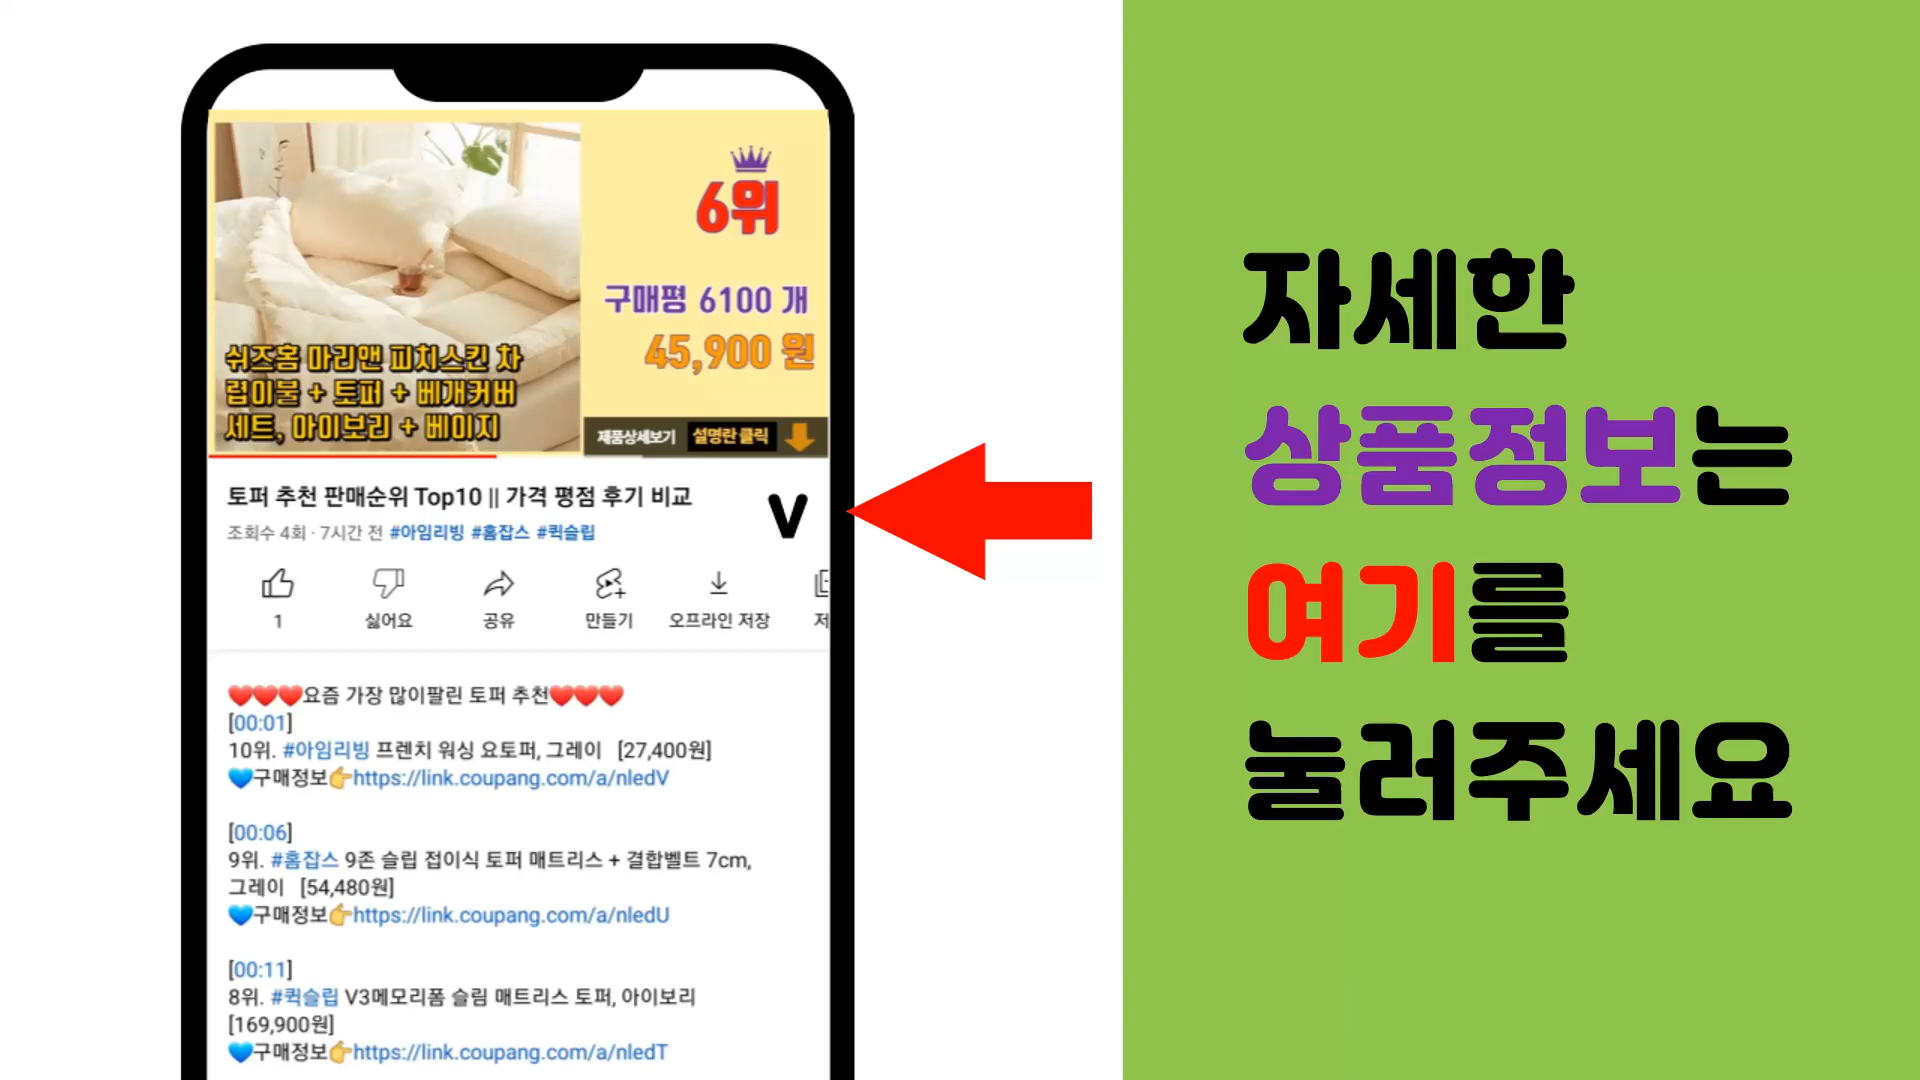 6위
구매평 6100 개
45,900 원
쉬즈홈 마리앤 피치스킨 차
렵이불 + 토퍼 + 베개커버
세트, 아이보리 + 베이지
제품상세보기 설명란 클릭
토퍼 추천 판매순위 Top10 || 가격 평점 후기 비교
V
조회수 4회 · 7시간 전 #아임리빙 #홈잡스 #퀵슬립
1 싫어요 공유 만들기 오프라인 저장 저
❤️❤️❤️요즘 가장 많이팔린 토퍼 추천❤️❤️❤️
[00:01]
10위. #아임리빙 프렌치 워싱 요토퍼, 그레이 [27,400원]
💙구매정보👉https://link.coupang.com/a/nledV
[00:06]
9위. #홈잡스 9존 슬립 접이식 토퍼 매트리스 + 결합벨트 7cm,
그레이 [54,480원]
💙구매정보👉https://link.coupang.com/a/nledU
[00:11]
8위. #퀵슬립 V3메모리폼 슬림 매트리스 토퍼, 아이보리
[169,900원]
💙구매정보👉https://link.coupang.com/a/nledT
자세한
상품정보는
여기를
눌러주세요